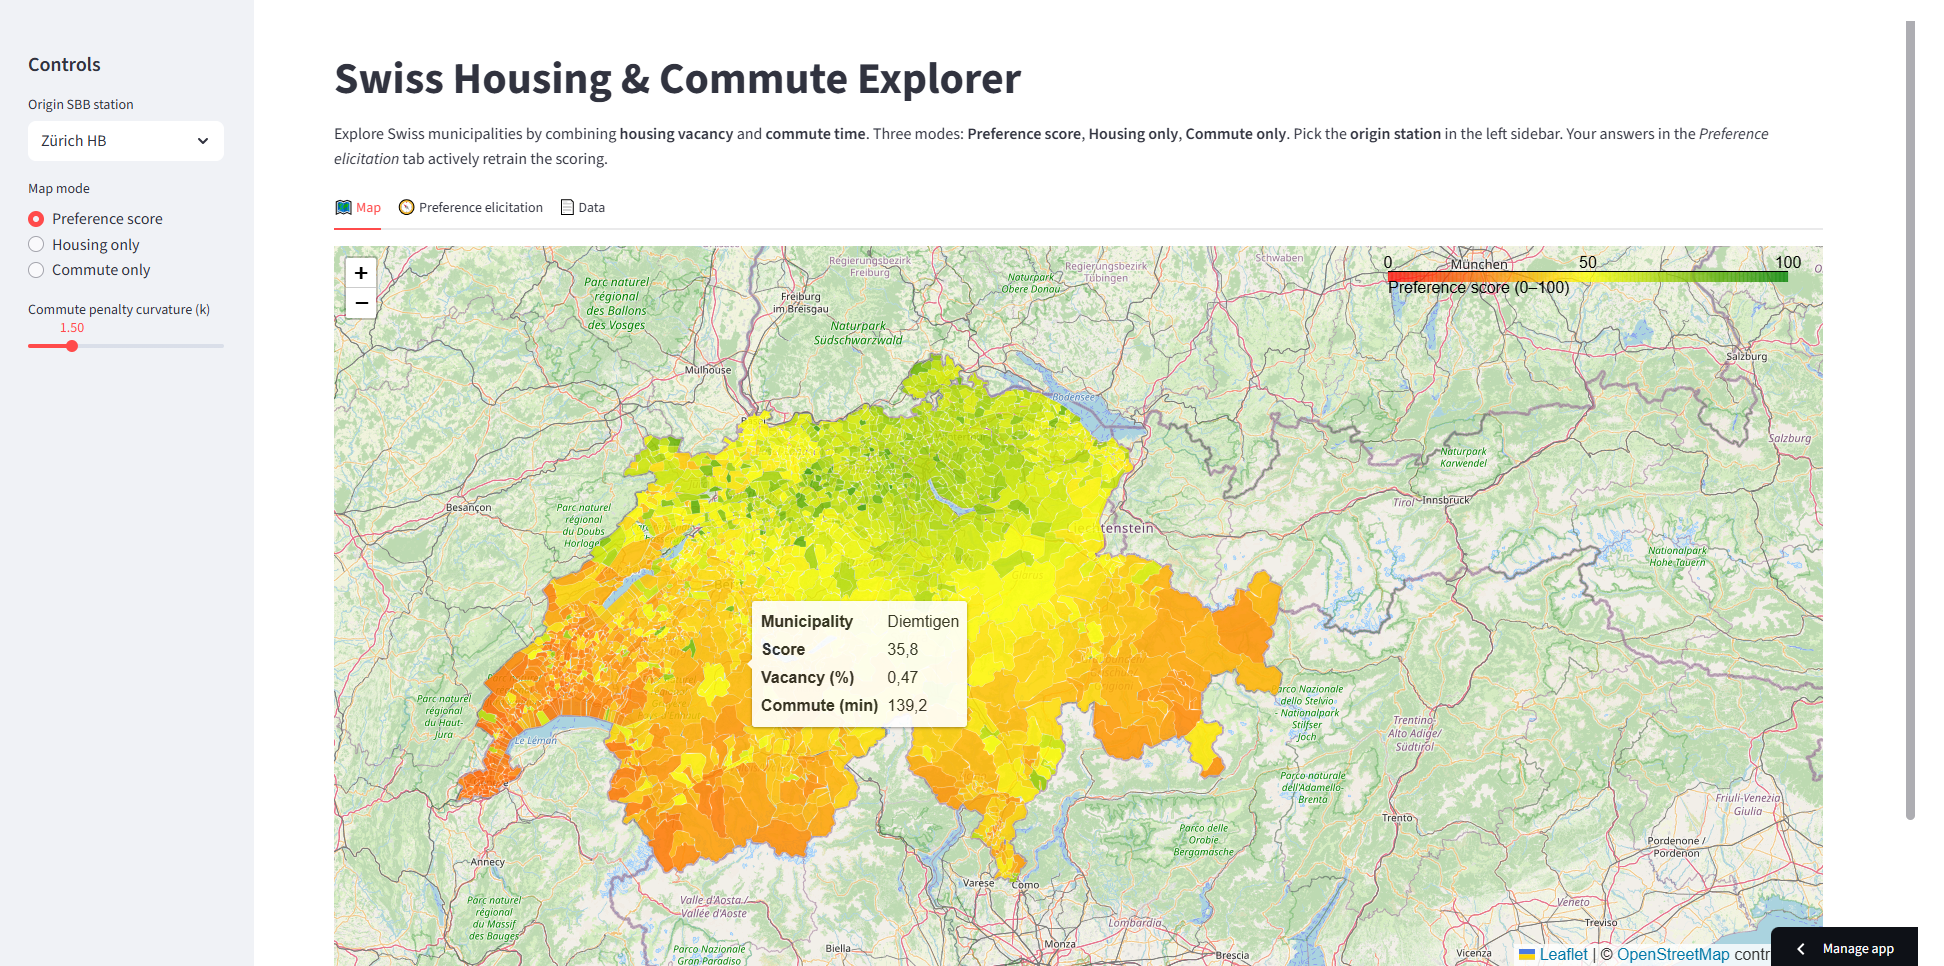 Controls
Origin SBB station
Zürich HB
Map mode
Preference score
Housing only
Commute only
Commute penalty curvature (k)
1.50
Swiss Housing & Commute Explorer
Explore Swiss municipalities by combining housing vacancy and commute time. Three modes: Preference score, Housing only, Commute only. Pick the origin station in the left sidebar. Your answers in the Preference
elicitation tab actively retrain the scoring.
Map
Preference elicitation
Data
+
−
0
50
100
Preference score (0–100)
München
Regierungsbezirk
Freiburg
Regierungsbezirk
Tübingen
Schwaben
Parc naturel
régional
des Ballons
des Vosges
Freiburg
im Breisgau
Naturpark
Obere Donau
Naturpark
Südschwarzwald
Salzburg
Mulhouse
Bodensee
Salzburg
Naturpark
Karwendel
Tirol
Innsbruck
Besançon
Parc naturel
régional
du Doubs
Horloger
Liechtenstein
Nationalpark
Hohe Tauern
Bern
Glarus
Municipality Diemtigen
Score 35,8
Vacancy (%) 0,47
Commute (min) 139,2
Parc naturel
régional
du Haut-
Jura
Le Léman
Parco Nazionale
dello Stelvio
- Nationalpark
Stilfser
Joch
Trentino-
Alto Adige/
Südtirol
Parco naturale
dell'Adamello-
Brenta
Friuli-Venezia
Giulia
Trento
Parco delle
Orobie
Bergamasche
Pordenone /
Pordenon
Annecy
Varese
Como
Valle d'Aosta /
Vallée d'Aoste
Parc naturel
régional
du Massif
des Bauges
Lombardia
Veneto
Treviso
Biella
Monza
Brescia
Vicenza
Parco Nazionale
Gran Paradiso
Leaflet | © OpenStreetMap contr
Manage app